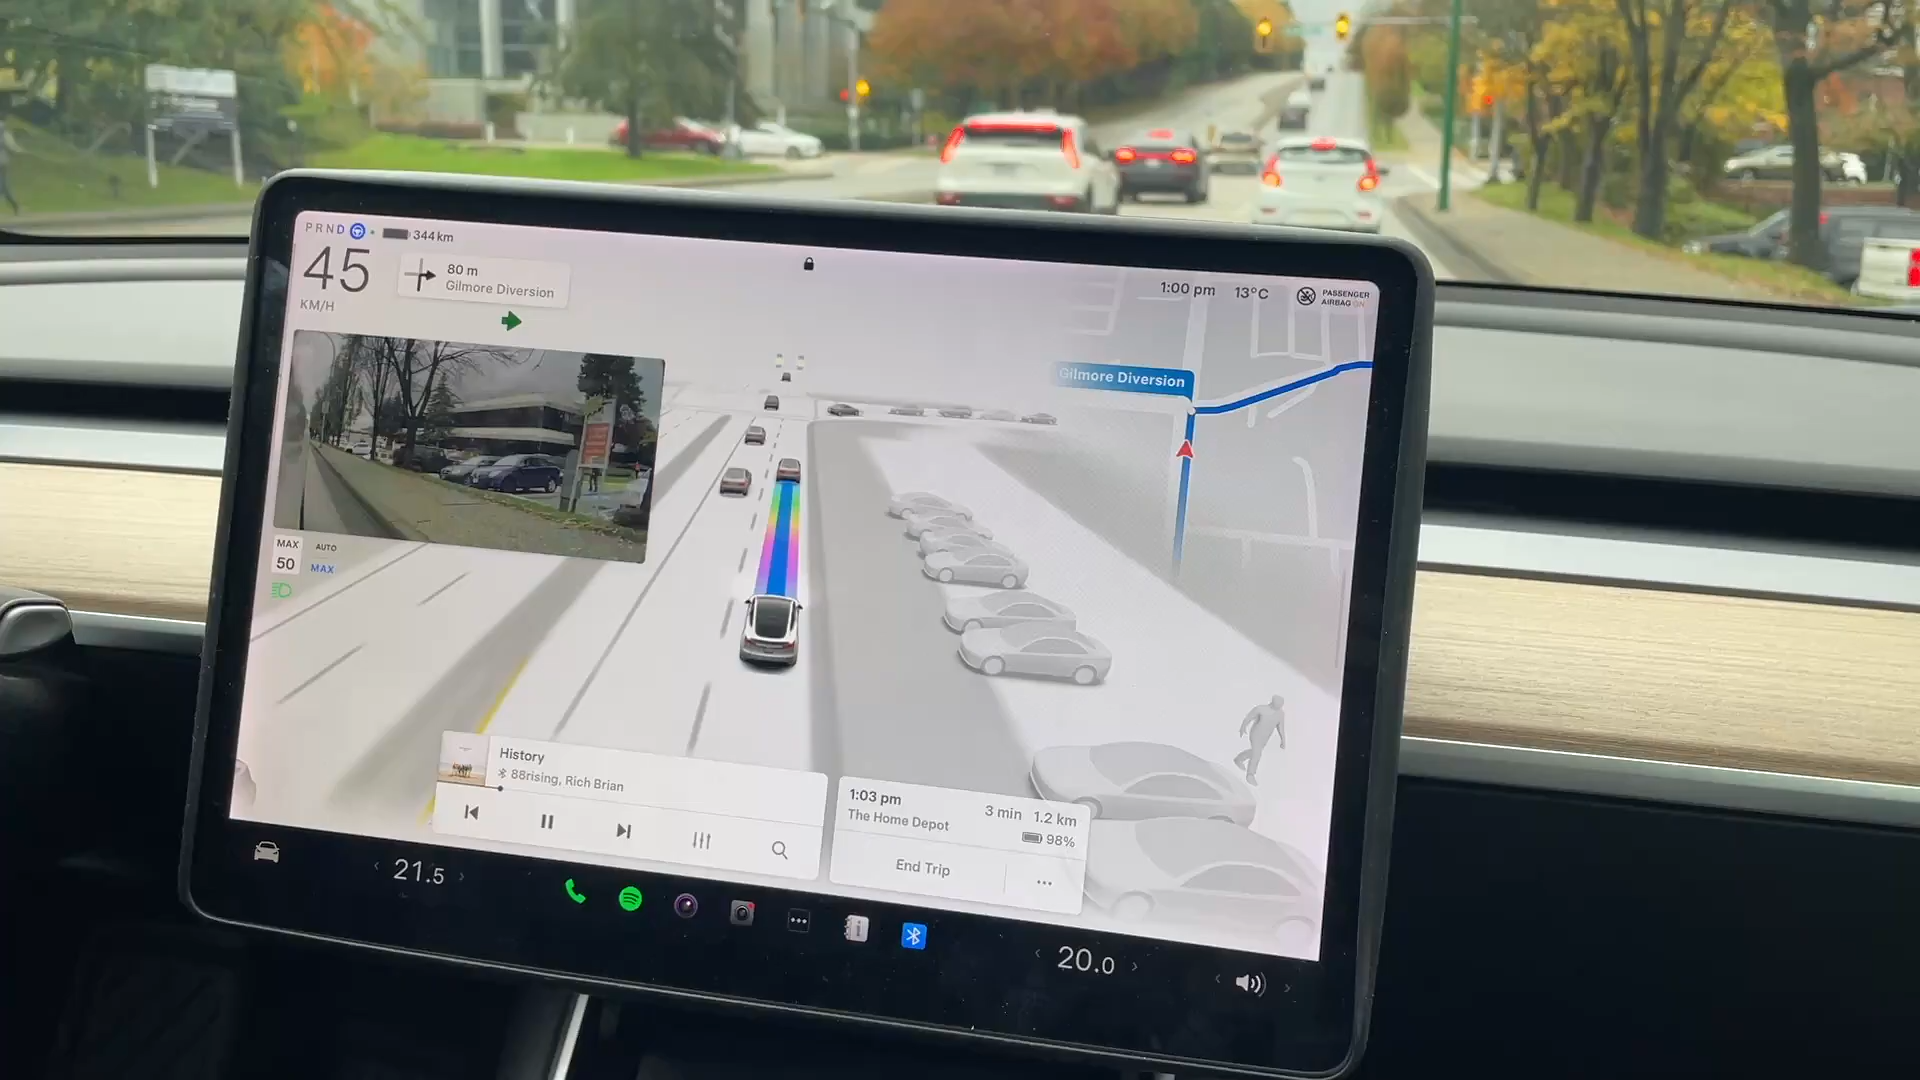 PRND
344 km
45
KM/H
80 m
Gilmore Diversion
1:00 pm
13°C
PASSENGER
AIRBAG ON
Gilmore Diversion
MAX
50
AUTO
MAX
History
88rising, Rich Brian
1:03 pm
3 min
1.2 km
The Home Depot
98%
End Trip
21.5
20.0